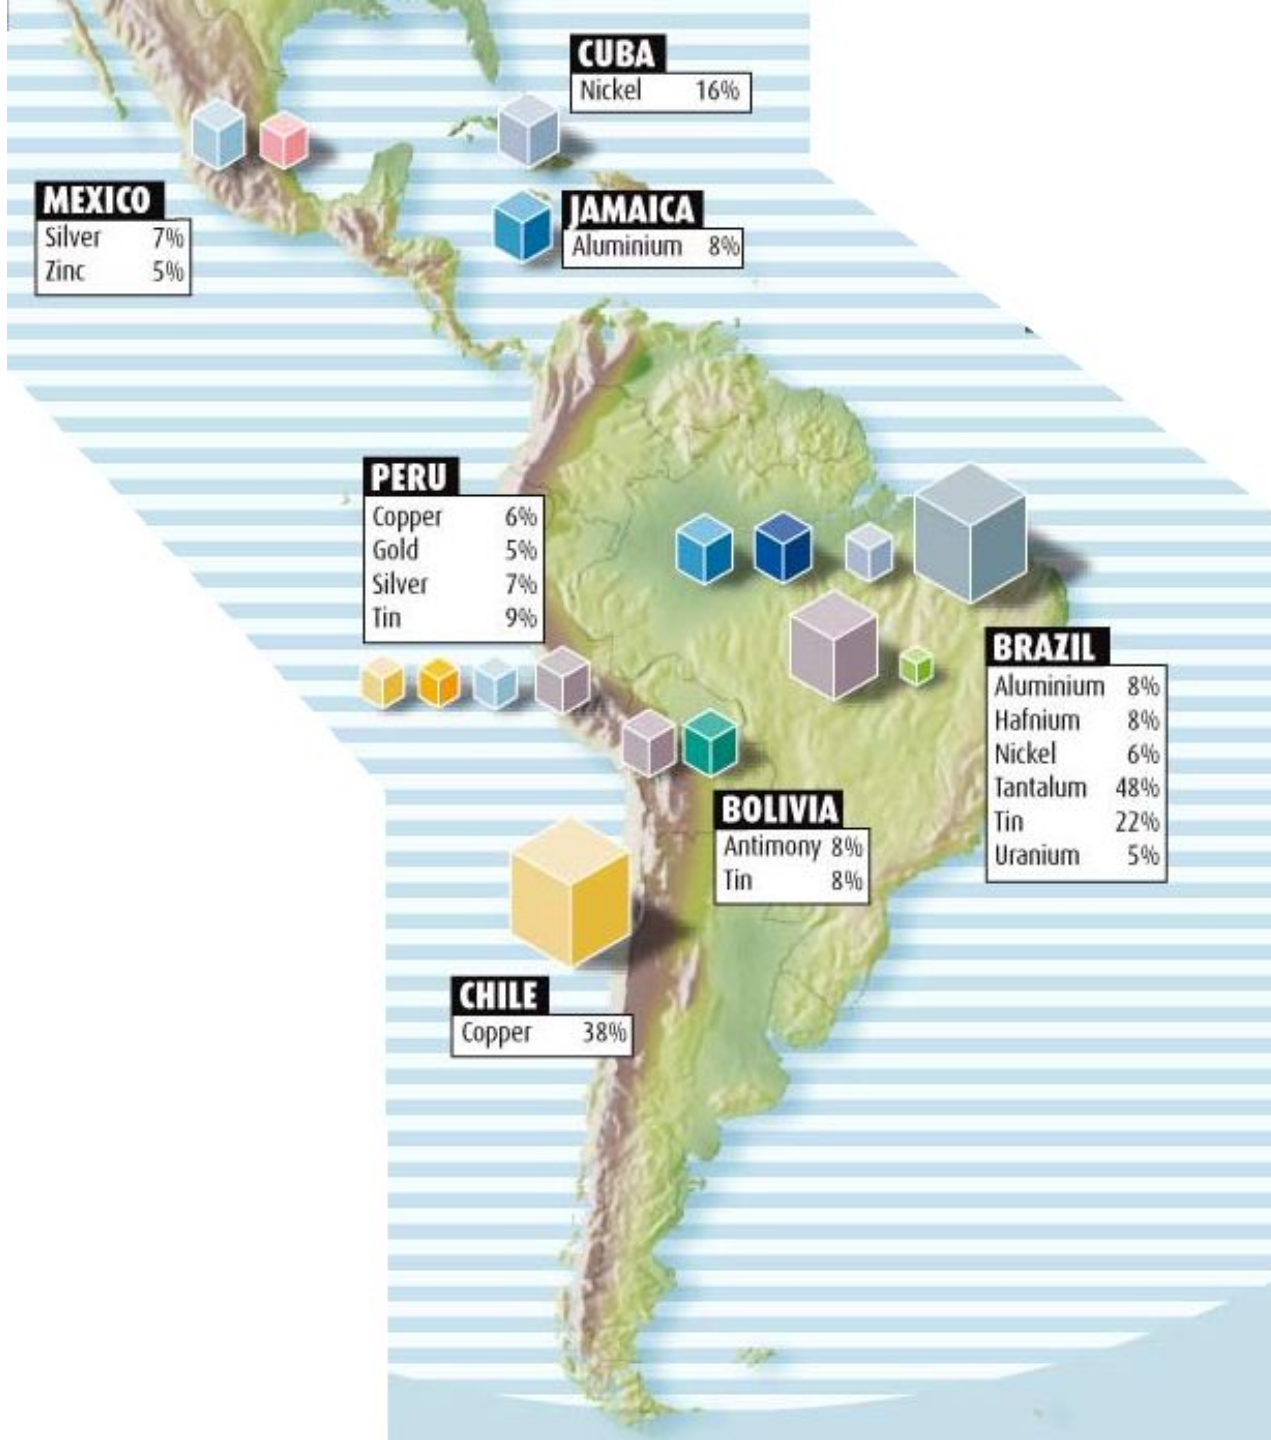 CUBA
Nickel 16%
MEXICO
Silver 7%
Zinc 5%
JAMAICA
Aluminium 8%
PERU
Copper 6%
Gold 5%
Silver 7%
Tin 9%
BRAZIL
Aluminium 8%
Hafnium 8%
Nickel 6%
Tantalum 48%
Tin 22%
Uranium 5%
BOLIVIA
Antimony 8%
Tin 8%
CHILE
Copper 38%